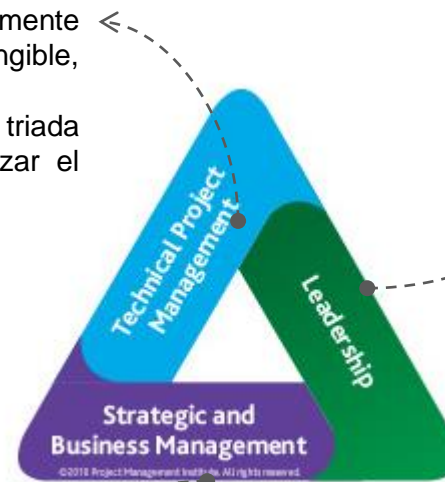 mente
ngible,
triada
zar el
Technical Project
Management
Leadership
Strategic and
Business Management
©2018 Project Management Institute. All rights reserved.